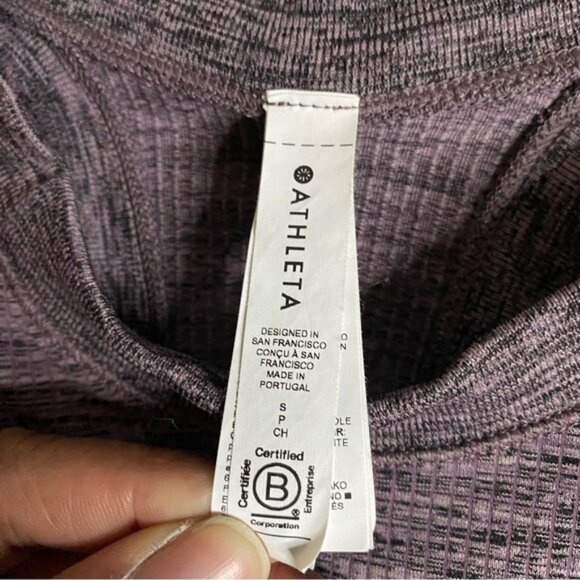 ATHLETA
DESIGNED IN
SAN FRANCISCO
CONÇU À SAN
FRANCISCO
MADE IN
PORTUGAL
S
P
CH
Certified
Certifiée
B
®
Entreprise
Corporation